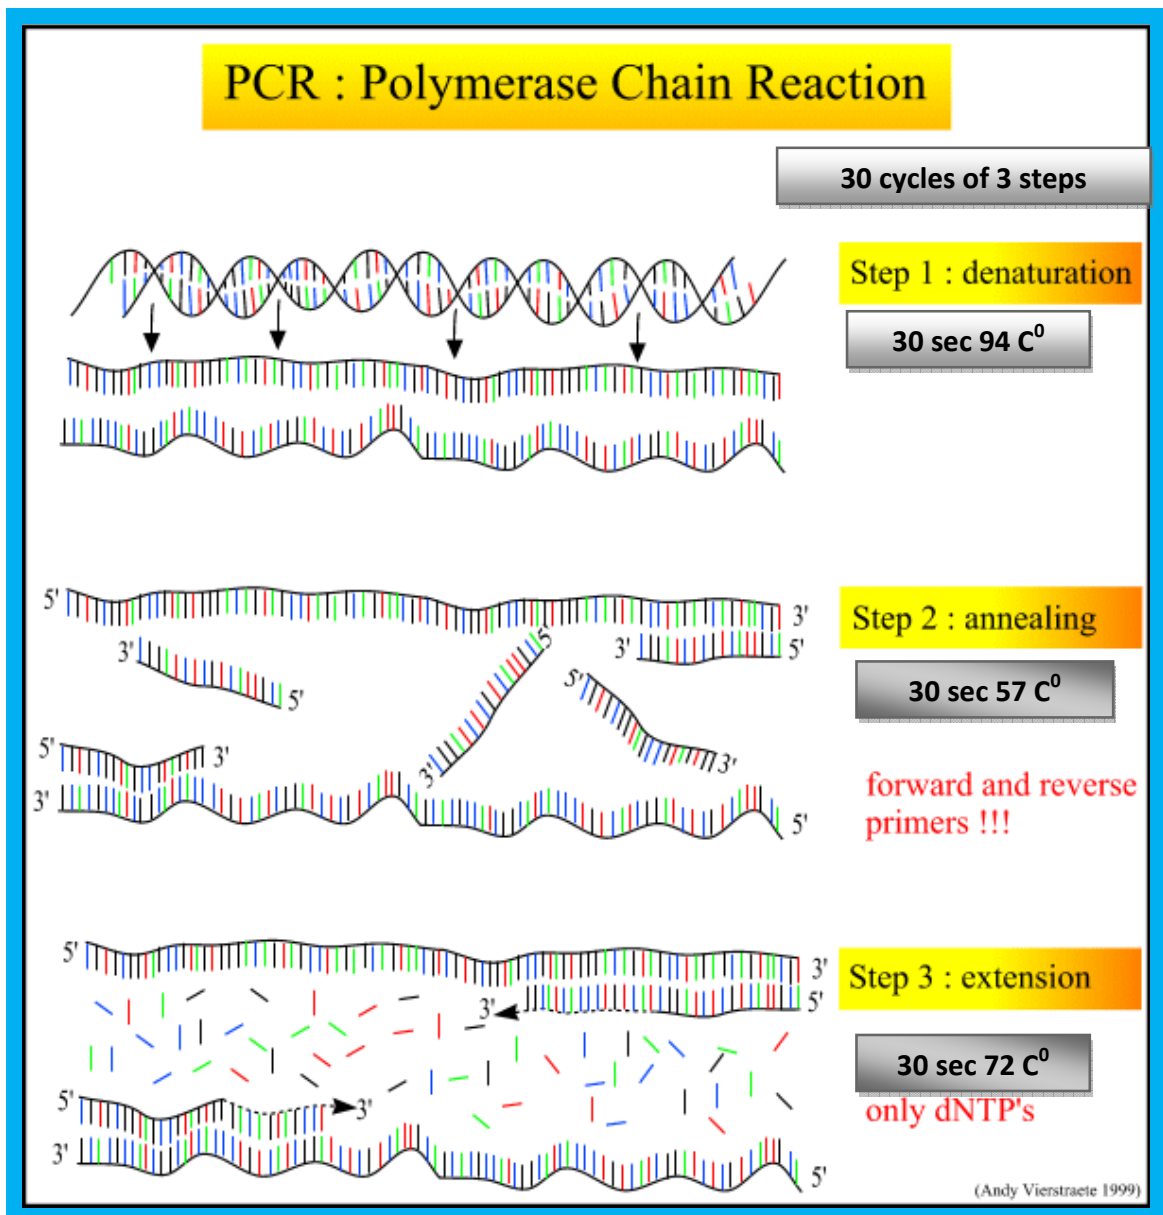 PCR : Polymerase Chain Reaction
30 cycles of 3 steps
Step 1 : denaturation
30 sec 94 C⁰
5'
3'
Step 2 : annealing
3'
5'
3'
5'
5'
30 sec 57 C⁰
5'
3'
5'
3'
3'
forward and reverse
primers !!!
3'
5'
5'
3'
Step 3 : extension
3'
5'
30 sec 72 C⁰
5'
3'
only dNTP's
3'
5'
(Andy Vierstraete 1999)